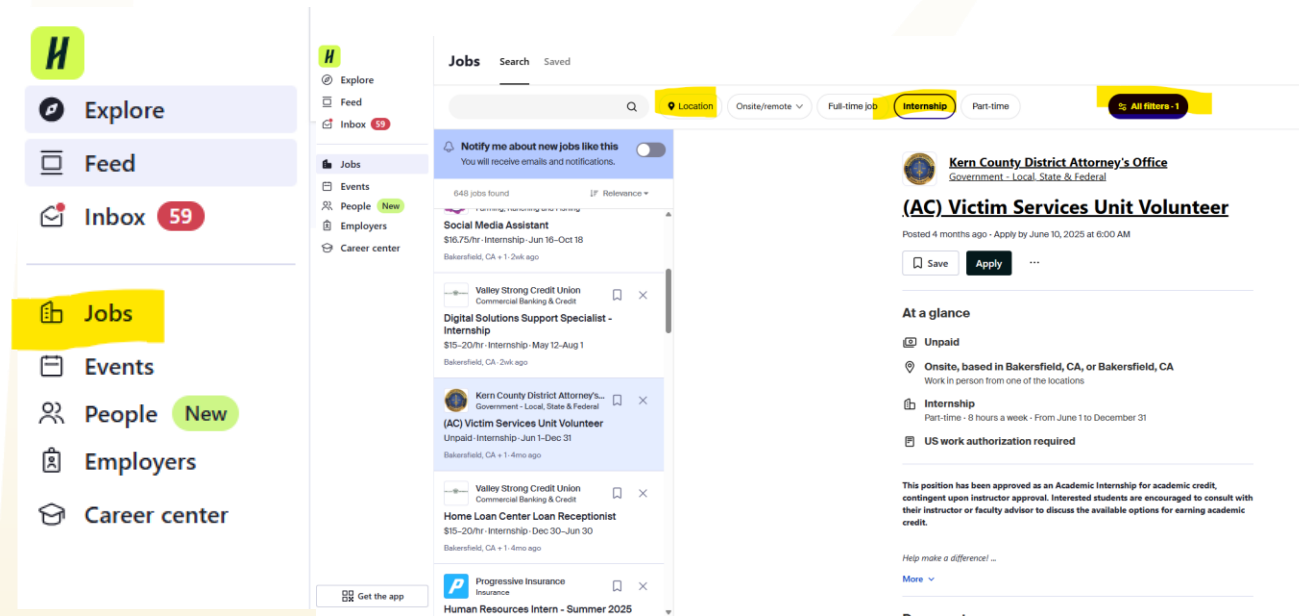 H
Explore
Feed
Inbox 59
Jobs
Events
People New
Employers
Career center
H
Explore
Feed
Inbox 59
Jobs
Events
People New
Employers
Career center
Get the app
Jobs Search Saved
Location Onsite/remote Full-time job Internship Part-time All filters · 1
Notify me about new jobs like this
You will receive emails and notifications.
648 jobs found Relevance
Social Media Assistant
$16.75/hr · Internship · Jun 16–Oct 18
Bakersfield, CA + 1 · 2wk ago
Valley Strong Credit Union
Commercial Banking & Credit
Digital Solutions Support Specialist -
Internship
$15–20/hr · Internship · May 12–Aug 1
Bakersfield, CA · 2wk ago
Kern County District Attorney's...
Government - Local, State & Federal
(AC) Victim Services Unit Volunteer
Unpaid · Internship · Jun 1–Dec 31
Bakersfield, CA + 1 · 4mo ago
Valley Strong Credit Union
Commercial Banking & Credit
Home Loan Center Loan Receptionist
$15–20/hr · Internship · Dec 30–Jun 30
Bakersfield, CA + 1 · 4mo ago
P
Progressive Insurance
Insurance
Human Resources Intern - Summer 2025
Kern County District Attorney's Office
Government - Local, State & Federal
(AC) Victim Services Unit Volunteer
Posted 4 months ago · Apply by June 10, 2025 at 6:00 AM
Save Apply ...
At a glance
Unpaid
Onsite, based in Bakersfield, CA, or Bakersfield, CA
Work in person from one of the locations
Internship
Part-time · 8 hours a week · From June 1 to December 31
US work authorization required
This position has been approved as an Academic Internship for academic credit,
contingent upon instructor approval. Interested students are encouraged to consult with
their instructor or faculty advisor to discuss the available options for earning academic
credit.
Help make a difference! ...
More